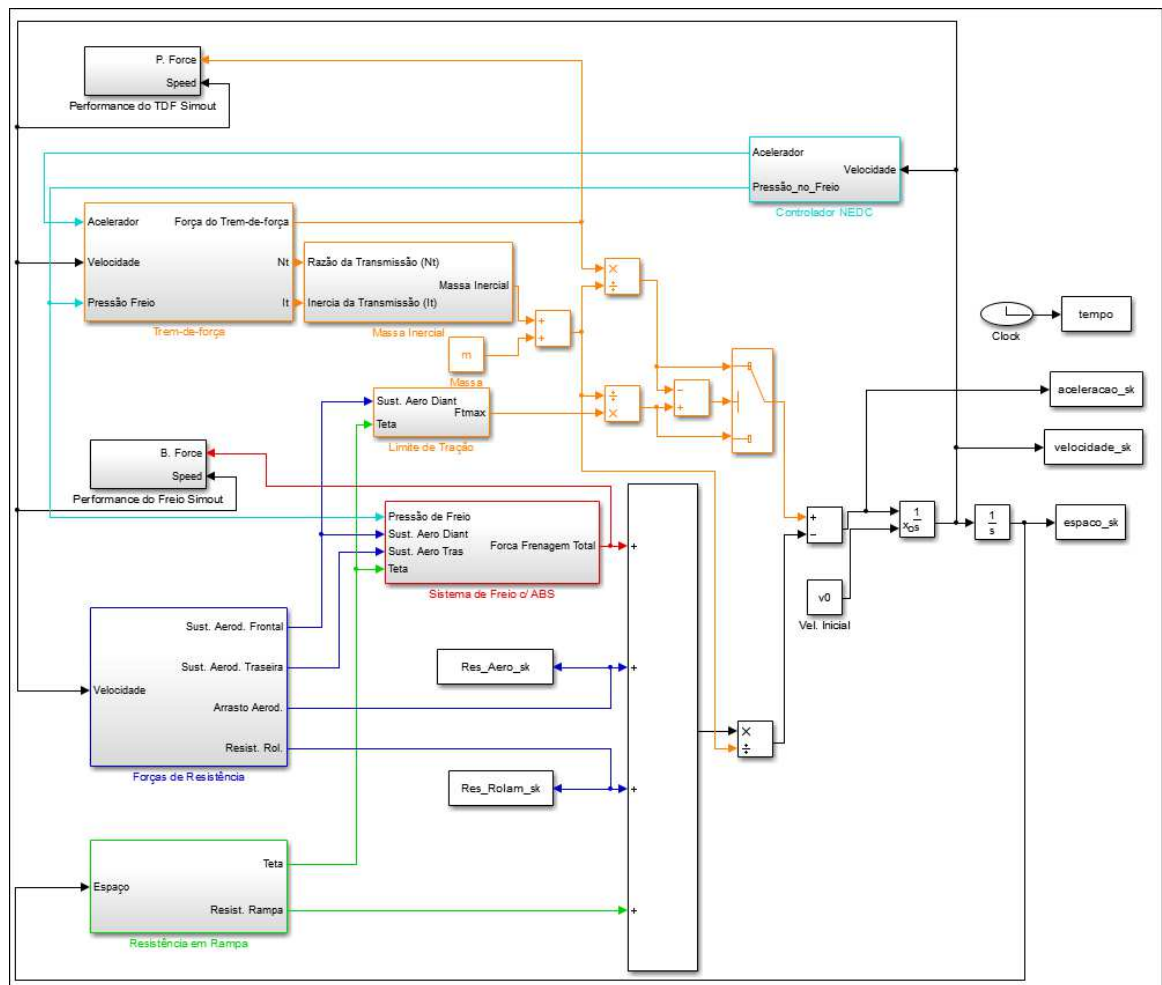 P. Force
Speed
Performance do TDF Simout
Acelerador
Velocidade
Pressão_no_Freio
Controlador NEDC
Acelerador
Força do Trem-de-força
Velocidade
Nt
Pressão Freio
It
Trem-de-força
Razão da Transmissão (Nt)
Massa Inercial
Inercia da Transmissão (It)
Massa Inercial
×
÷
+
+
m
Massa
Clock
tempo
Sust. Aero Diant
Ftmax
Teta
Limite de Tração
÷
×
−
+
aceleracao_sk
velocidade_sk
espaco_sk
B. Force
Speed
Performance do Freio Simout
Pressão de Freio
Sust. Aero Diant
Sust. Aero Tras
Forca Frenagem Total
Teta
Sistema de Freio c/ ABS
+
+
+
+
+
−
1
s
xo
1
s
v0
Vel. Inicial
Sust. Aerod. Frontal
Sust. Aerod. Traseira
Velocidade
Arrasto Aerod.
Resist. Rol.
Forças de Resistência
Res_Aero_sk
Res_Rolam_sk
×
÷
Teta
Espaço
Resist. Rampa
Resistência em Rampa